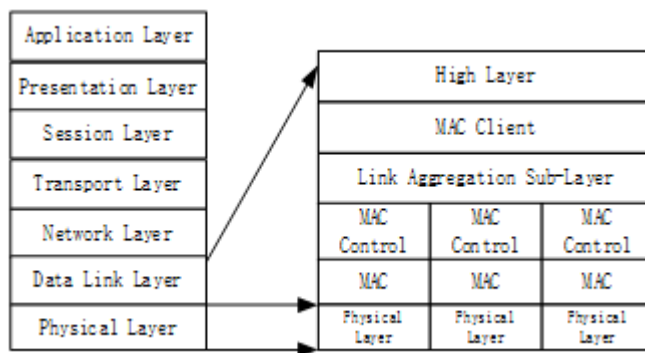 Application Layer
Presentation Layer
Session Layer
Transport Layer
Network Layer
Data Link Layer
Physical Layer
High Layer
MAC Client
Link Aggregation Sub-Layer
MAC Control
MAC Control
MAC Control
MAC
MAC
MAC
Physical Layer
Physical Layer
Physical Layer